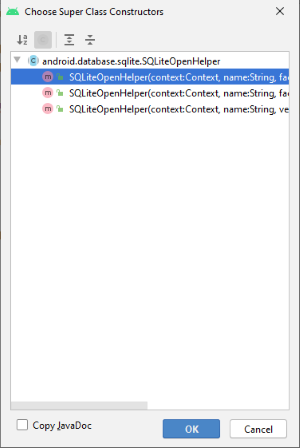 Choose Super Class Constructors
android.database.sqlite.SQLiteOpenHelper
SQLiteOpenHelper(context:Context, name:String, fac
SQLiteOpenHelper(context:Context, name:String, fac
SQLiteOpenHelper(context:Context, name:String, ve
Copy JavaDoc
OK
Cancel